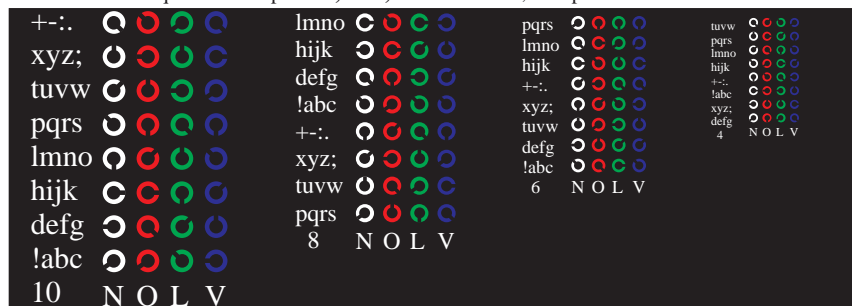 +-:.
xyz;
tuvw
pqrs
lmno
hijk
defg
!abc
10 N O L V
lmno
hijk
defg
!abc
+-:.
xyz;
tuvw
pqrs
8 N O L V
pqrs
lmno
hijk
+-:.
xyz;
tuvw
defg
!abc
6 N O L V
tuvw
pqrs
lmno
hijk
+-:.
!abc
xyz;
defg
4 N O L V